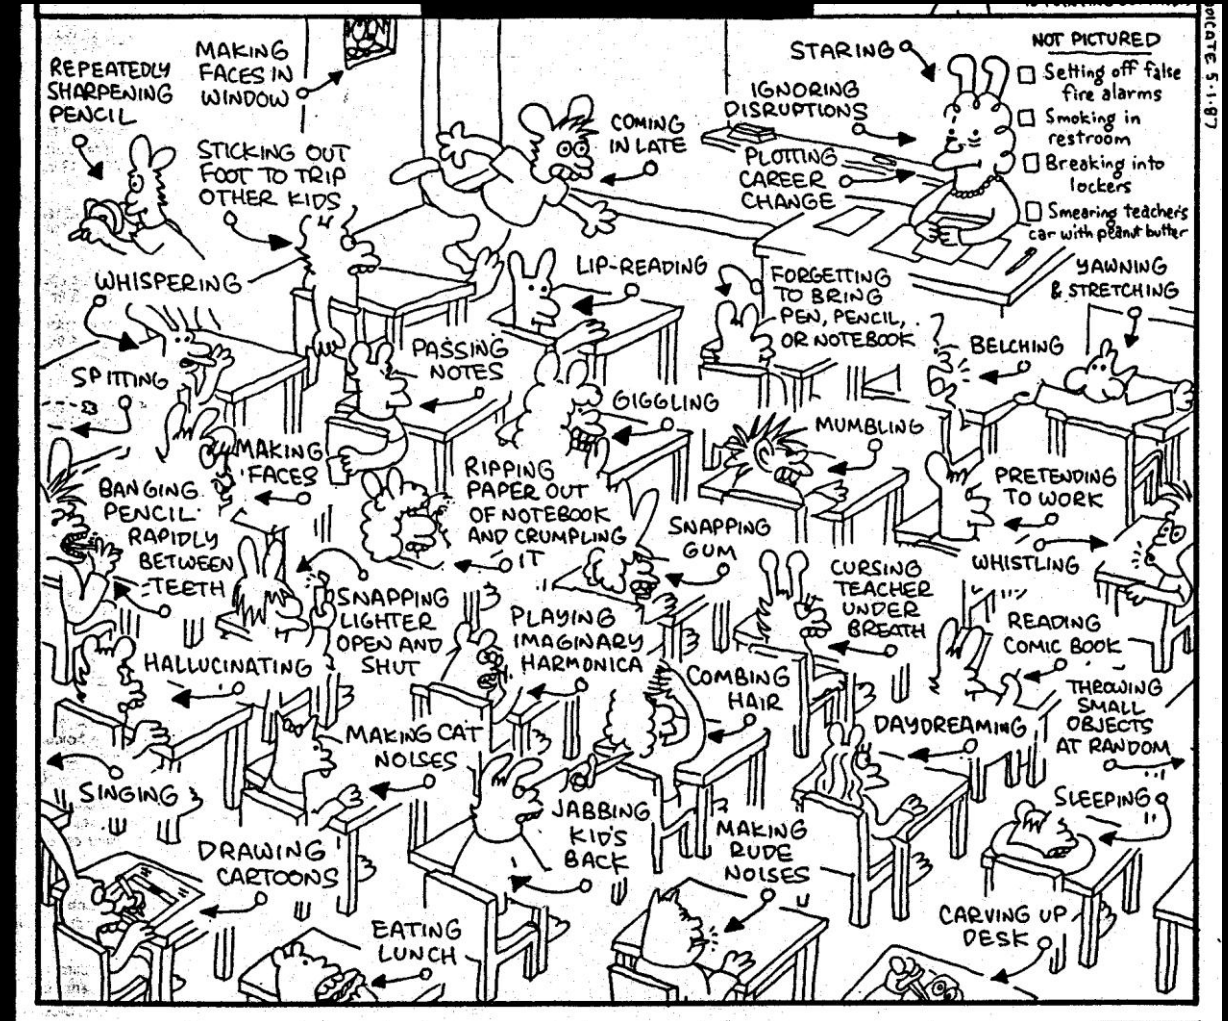 DICATE 5-1-87
REPEATEDLY
SHARPENING
PENCIL
MAKING
FACES IN
WINDOW
STICKING OUT
FOOT TO TRIP
OTHER KIDS
COMING
IN LATE
STARING
IGNORING
DISRUPTIONS
PLOTTING
CAREER
CHANGE
NOT PICTURED
Setting off false
fire alarms
Smoking in
restroom
Breaking into
lockers
Smearing teacher's
car with peanut butter
WHISPERING
LIP-READING
FORGETTING
TO BRING
PEN, PENCIL,
OR NOTEBOOK
YAWNING
& STRETCHING
SPITTING
PASSING
NOTES
BELCHING
GIGGLING
MUMBLING
MAKING
FACES
BANGING
PENCIL
RAPIDLY
BETWEEN
TEETH
RIPPING
PAPER OUT
OF NOTEBOOK
AND CRUMPLING
IT
SNAPPING
GUM
PRETENDING
TO WORK
WHISTLING
SNAPPING
LIGHTER
OPEN AND
SHUT
PLAYING
IMAGINARY
HARMONICA
CURSING
TEACHER
UNDER
BREATH
READING
COMIC BOOK
HALLUCINATING
COMBING
HAIR
THROWING
SMALL
OBJECTS
AT RANDOM
MAKING CAT
NOISES
DAYDREAMING
SINGING
JABBING
KID'S
BACK
MAKING
RUDE
NOISES
SLEEPING
DRAWING
CARTOONS
EATING
LUNCH
CARVING UP
DESK